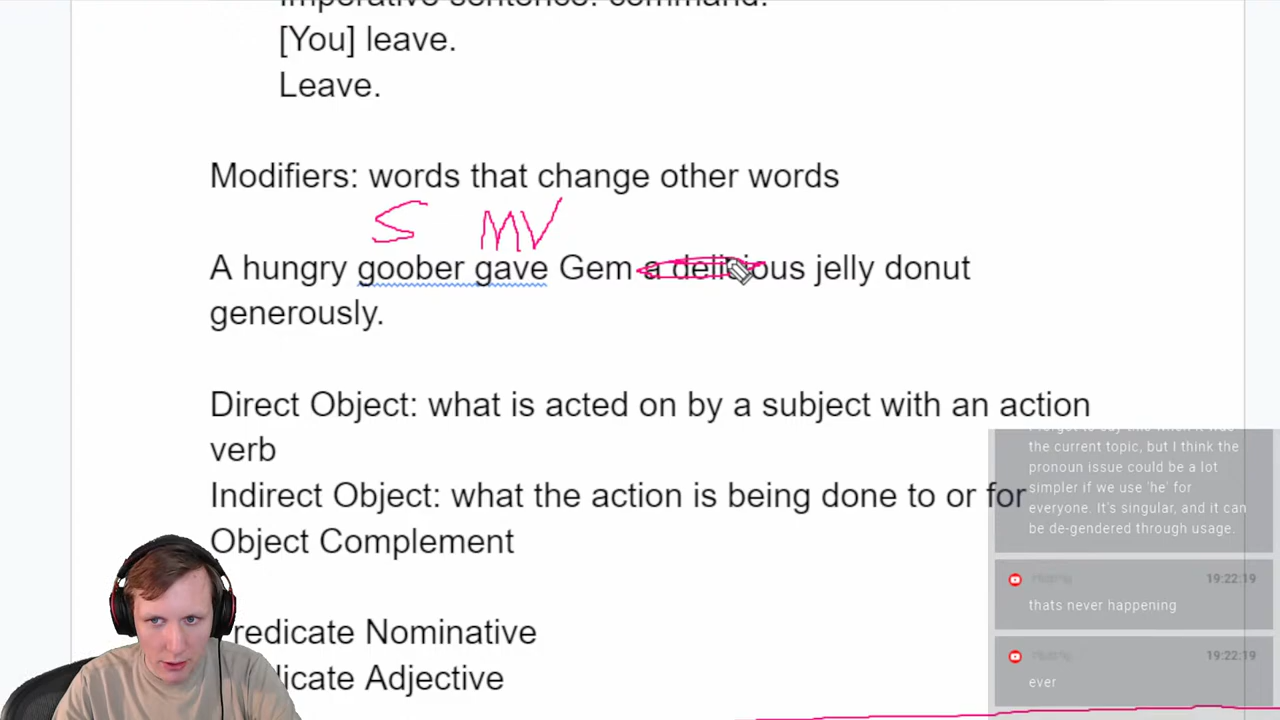 Imperative sentence: command.
[You] leave.
Leave.
Modifiers: words that change other words
S MV
A hungry goober gave Gem a delicious jelly donut
generously.
Direct Object: what is acted on by a subject with an action
verb
Indirect Object: what the action is being done to or for
Object Complement
redicate Nominative
dicate Adjective
the current topic, but I think the
pronoun issue could be a lot
simpler if we use 'he' for
everyone. It's singular, and it can
be de-gendered through usage.
19:22:19
thats never happening
19:22:19
ever